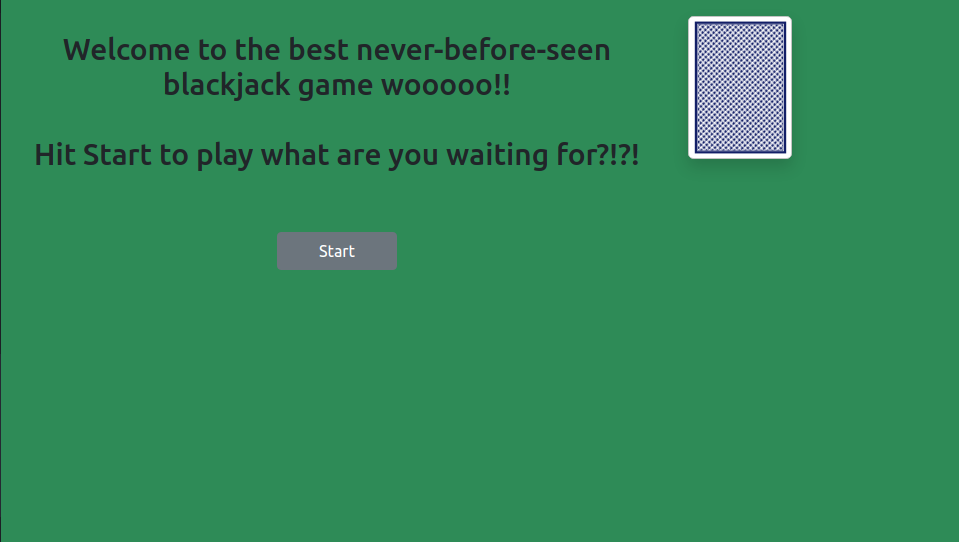 Welcome to the best never-before-seen
blackjack game wooooo!!
Hit Start to play what are you waiting for?!?!
Start